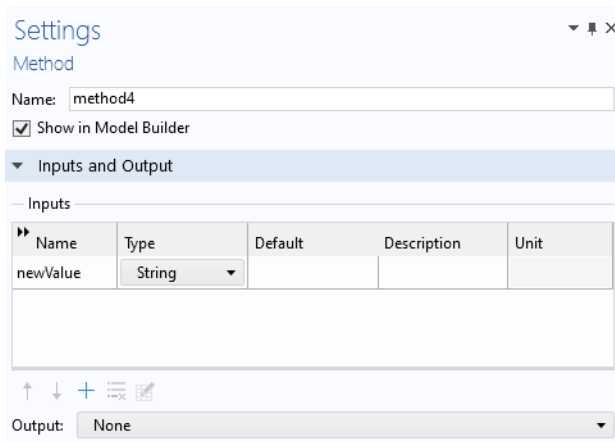 Settings
Method
Name: method4
Show in Model Builder
Inputs and Output
Inputs
Name Type Default Description Unit
newValue String
Output: None